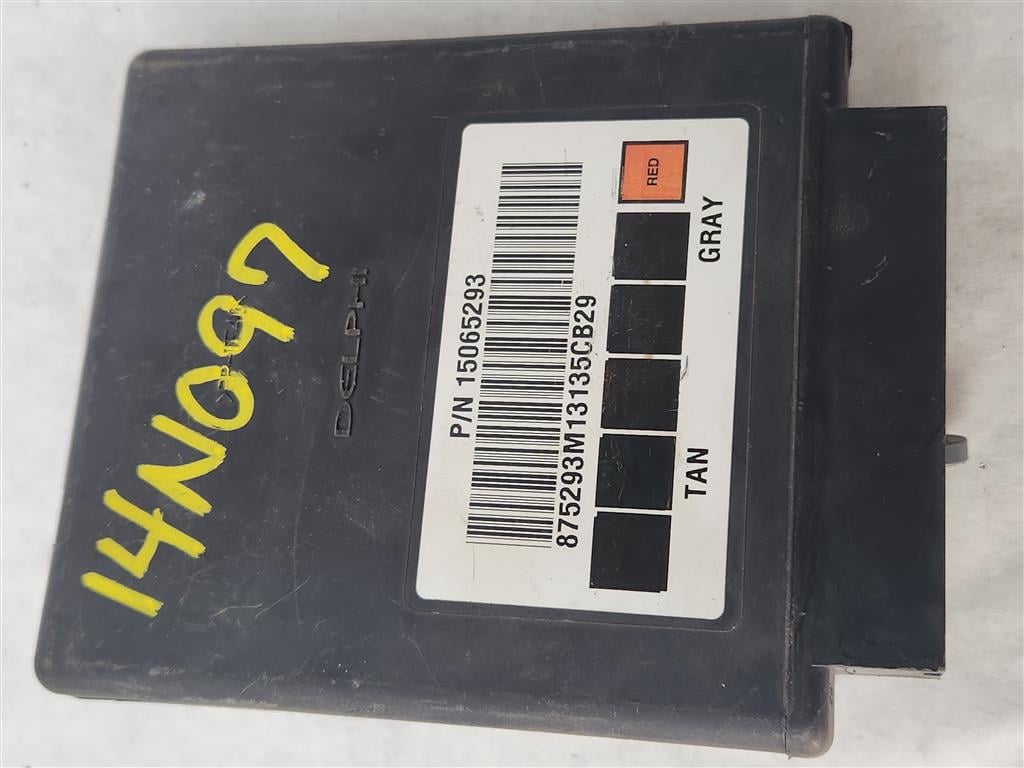 14N097
DELPHI
P/N 15065293
875293M13135CB29
RED
TAN GRAY